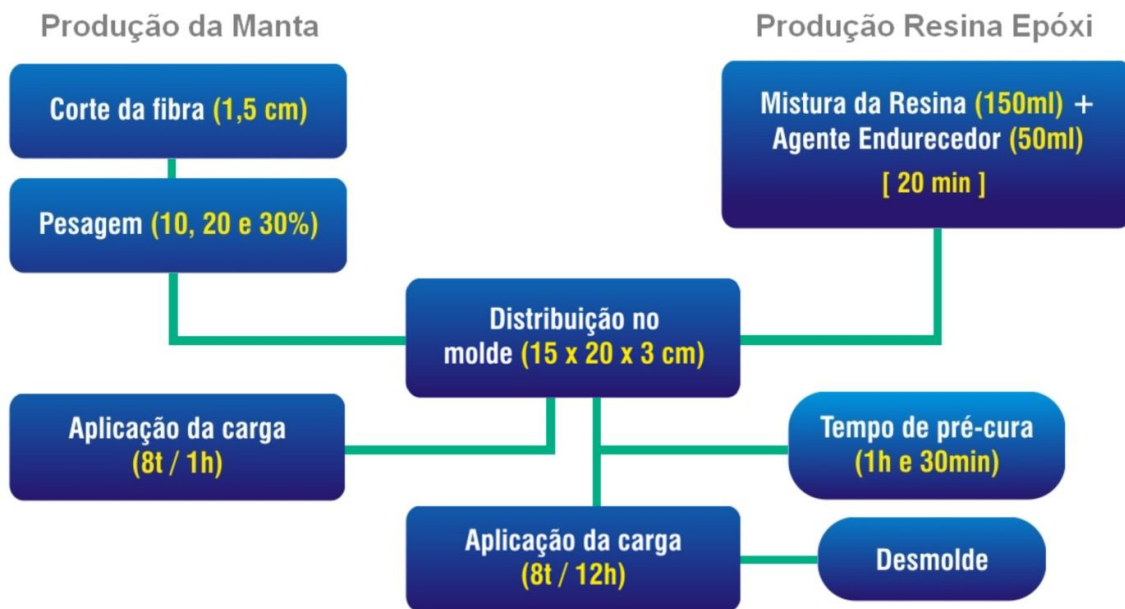 Produção da Manta
Produção Resina Epóxi
Corte da fibra (1,5 cm)
Mistura da Resina (150ml) +
Agente Endurecedor (50ml)
[ 20 min ]
Pesagem (10, 20 e 30%)
Distribuição no
molde (15 x 20 x 3 cm)
Aplicação da carga
(8t / 1h)
Tempo de pré-cura
(1h e 30min)
Aplicação da carga
(8t / 12h)
Desmolde